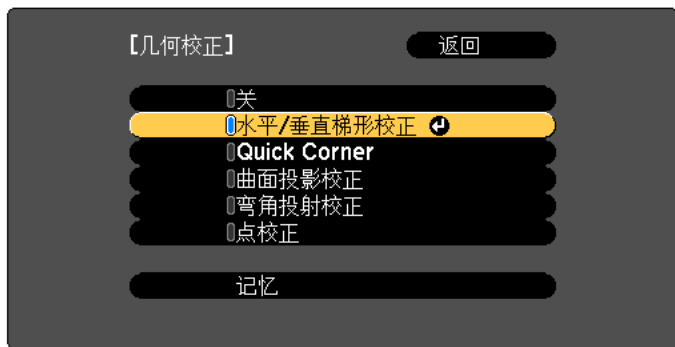 【几何校正】 返回
关
水平/垂直梯形校正
Quick Corner
曲面投影校正
弯角投射校正
点校正
记忆